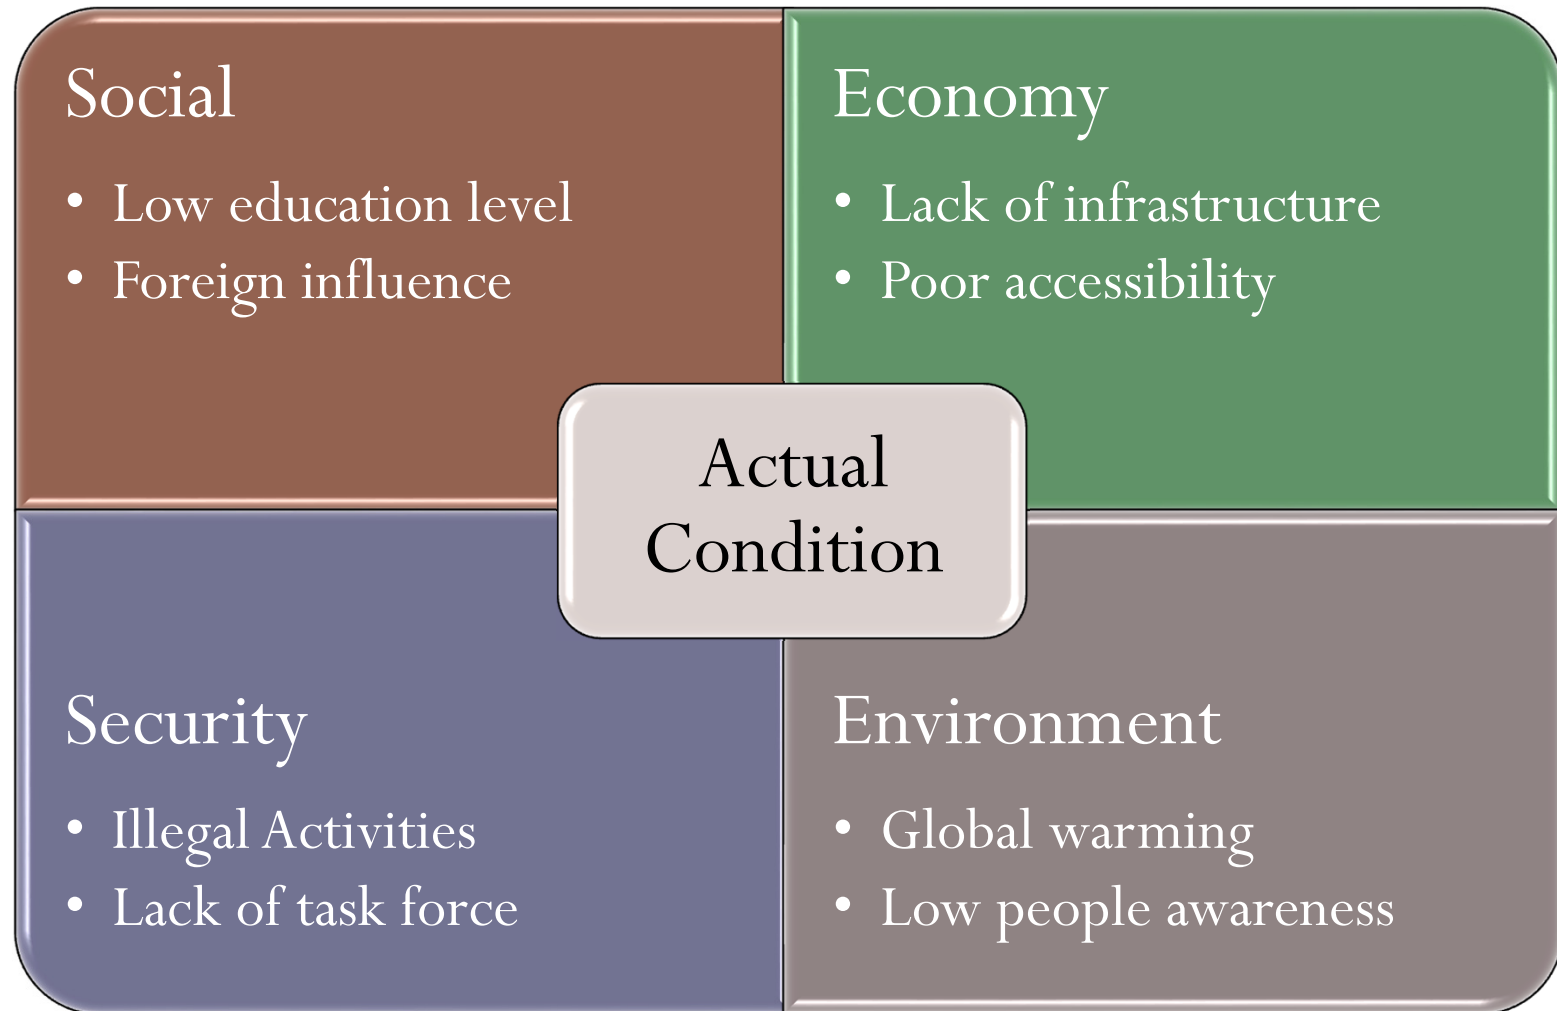 Social
• Low education level
• Foreign influence
Economy
• Lack of infrastructure
• Poor accessibility
Actual
Condition
Security
• Illegal Activities
• Lack of task force
Environment
• Global warming
• Low people awareness